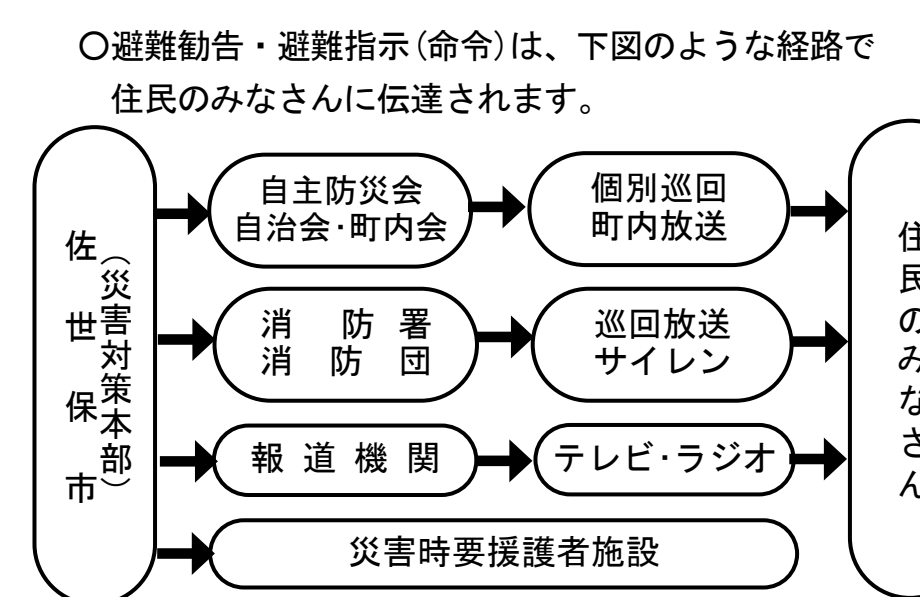 〇避難勧告・避難指示(命令)は、下図のような経路で
住民のみなさんに伝達されます。
佐世保市
(災害対策本部)
自主防災会
自治会・町内会
個別巡回
町内放送
消防署
消防団
巡回放送
サイレン
報道機関
テレビ・ラジオ
災害時要援護者施設
住民のみなさん